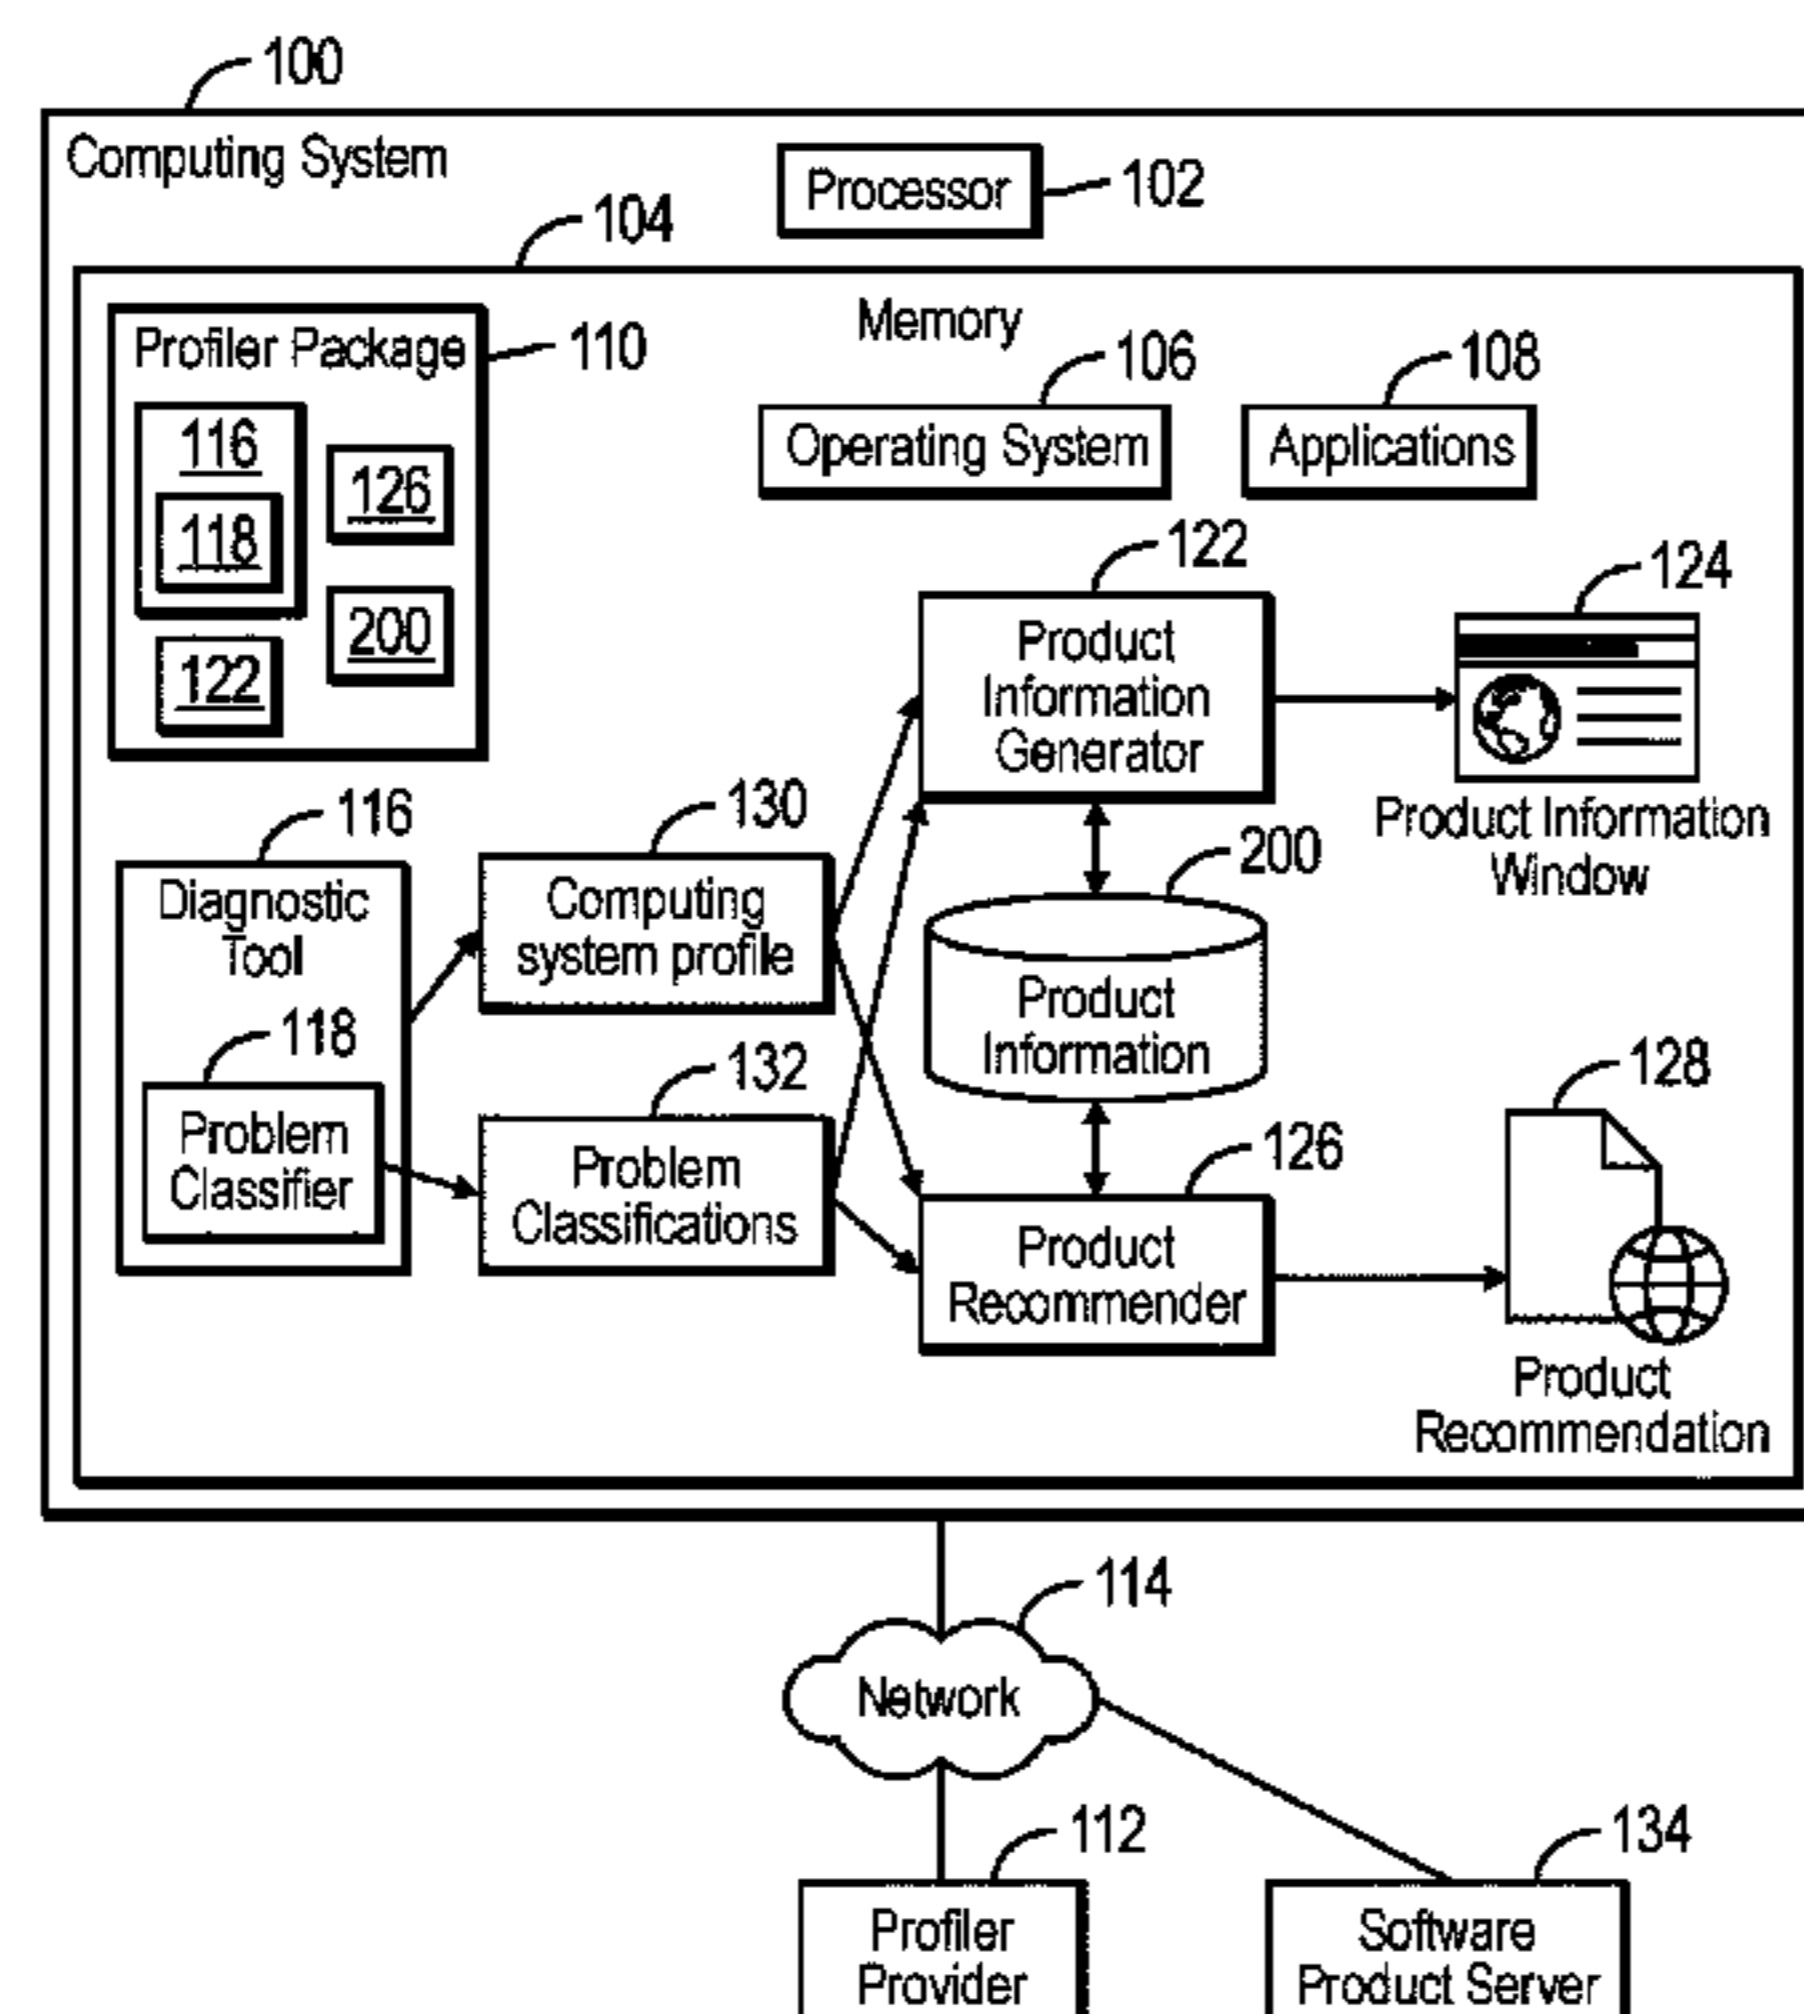 100
Computing System
Processor
102
104
Memory
Profiler Package
110
116
118
126
122
200
106
Operating System
108
Applications
122
Product
Information
Generator
124
Product Information
Window
116
Diagnostic
Tool
118
Problem
Classifier
130
Computing
system profile
132
Problem
Classifications
200
Product
Information
126
Product
Recommender
128
Product
Recommendation
114
Network
112
Profiler
Provider
134
Software
Product Server